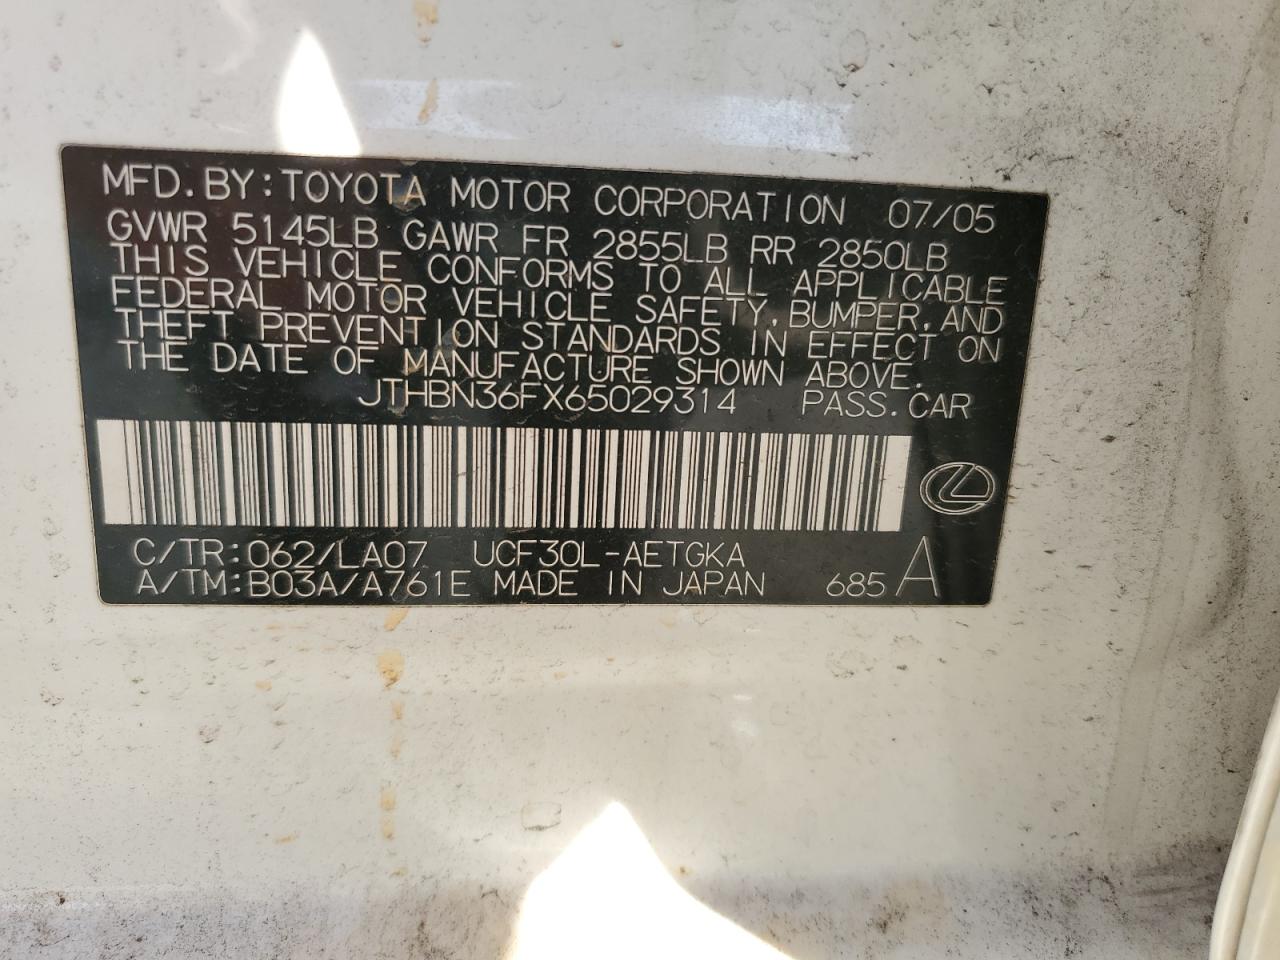 MFD. BY: TOYOTA MOTOR CORPORATION 07/05
GVWR 5145LB GAWR FR 2855LB RR 2850LB
THIS VEHICLE CONFORMS TO ALL APPLICABLE
FEDERAL MOTOR VEHICLE SAFETY, BUMPER, AND
THEFT PREVENTION STANDARDS IN EFFECT ON
THE DATE OF MANUFACTURE SHOWN ABOVE.
JTHBN36FX65029314 PASS. CAR
C/TR: 062/LA07 UCF30L-AETGKA
A/TM: B03A/A761E MADE IN JAPAN 685 A